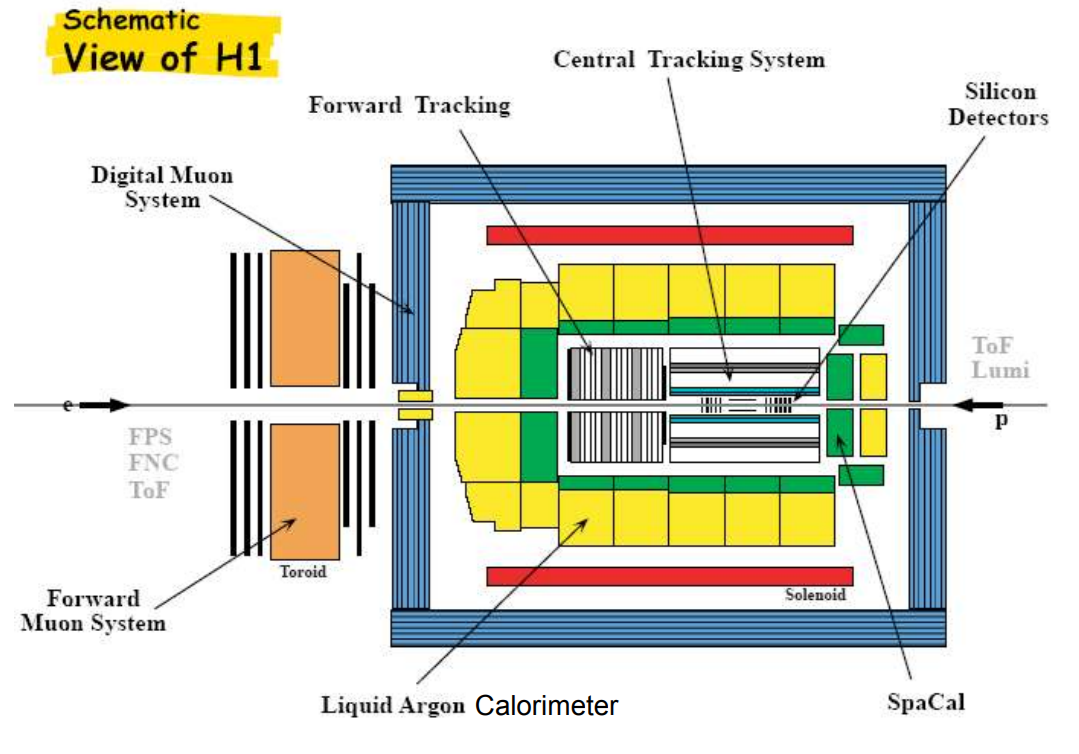 Schematic
View of H1
Central Tracking System
Forward Tracking
Silicon
Detectors
Digital Muon
System
ToF
Lumi
e
p
FPS
FNC
ToF
Toroid
Solenoid
Forward
Muon System
Liquid Argon Calorimeter
SpaCal